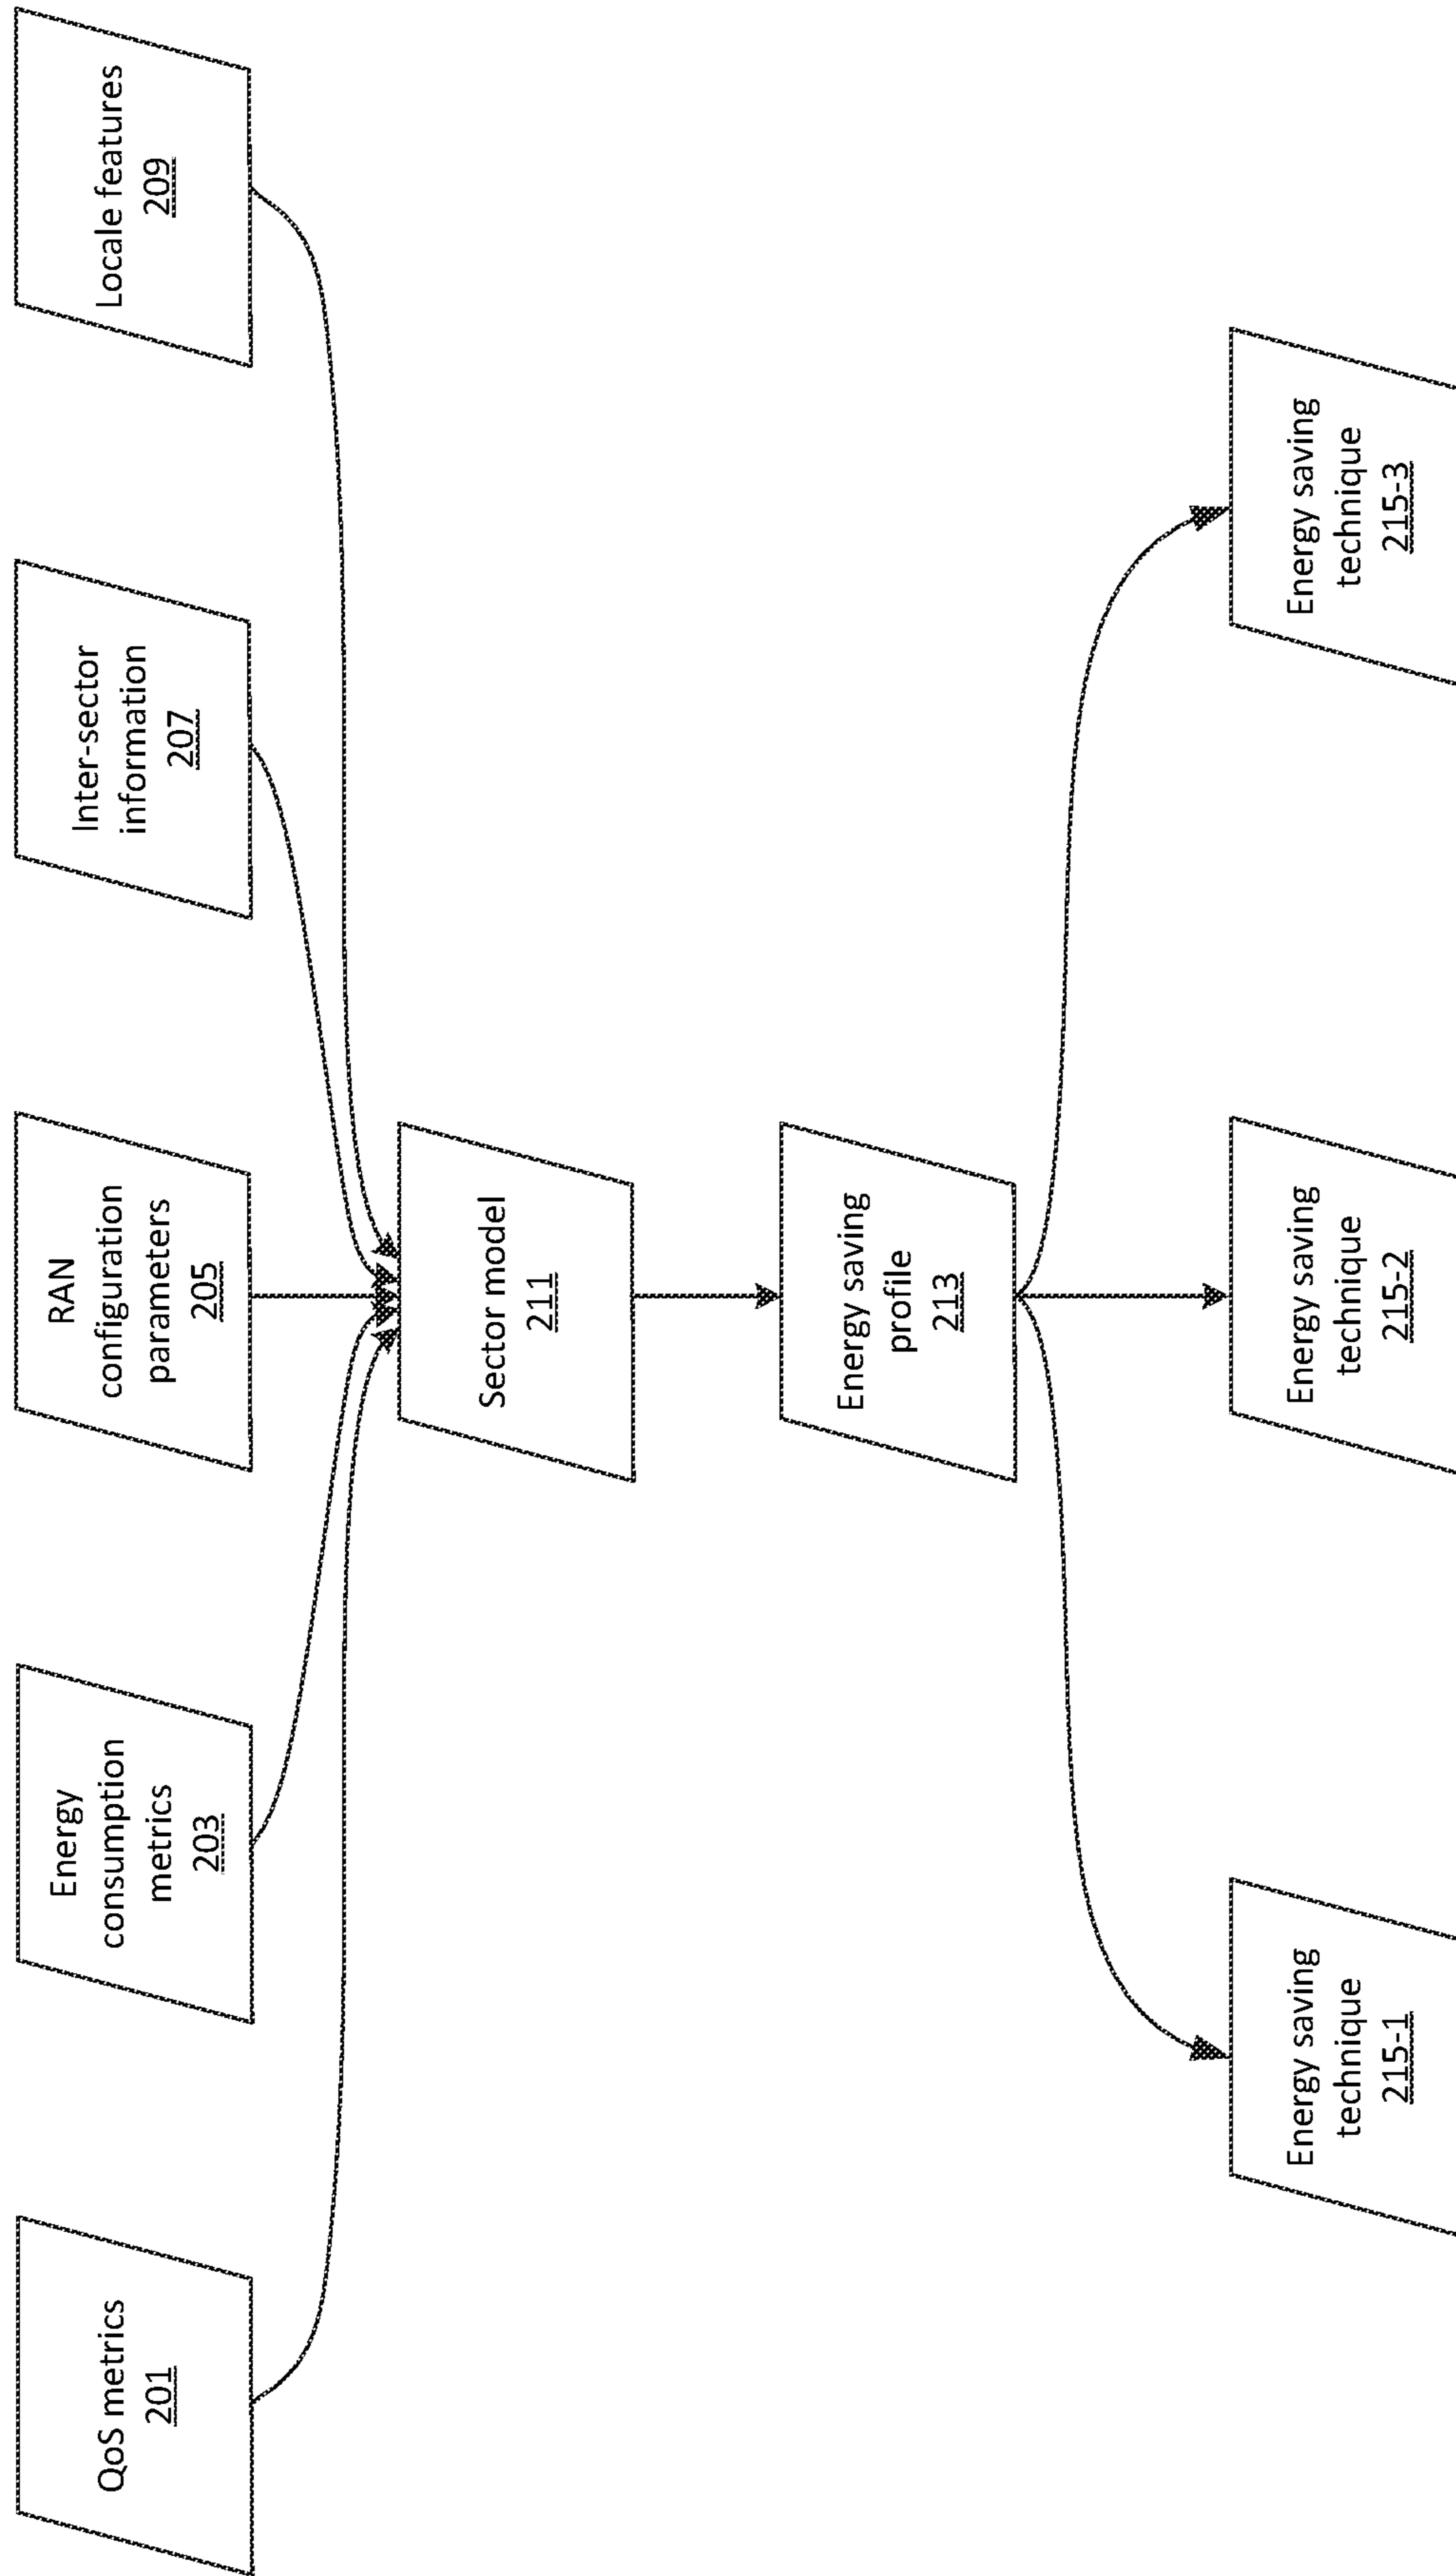 QoS metrics
201
Energy
consumption
metrics
203
RAN
configuration
parameters
205
Inter-sector
information
207
Locale features
209
Sector model
211
Energy saving
profile
213
Energy saving
technique
215-1
Energy saving
technique
215-2
Energy saving
technique
215-3